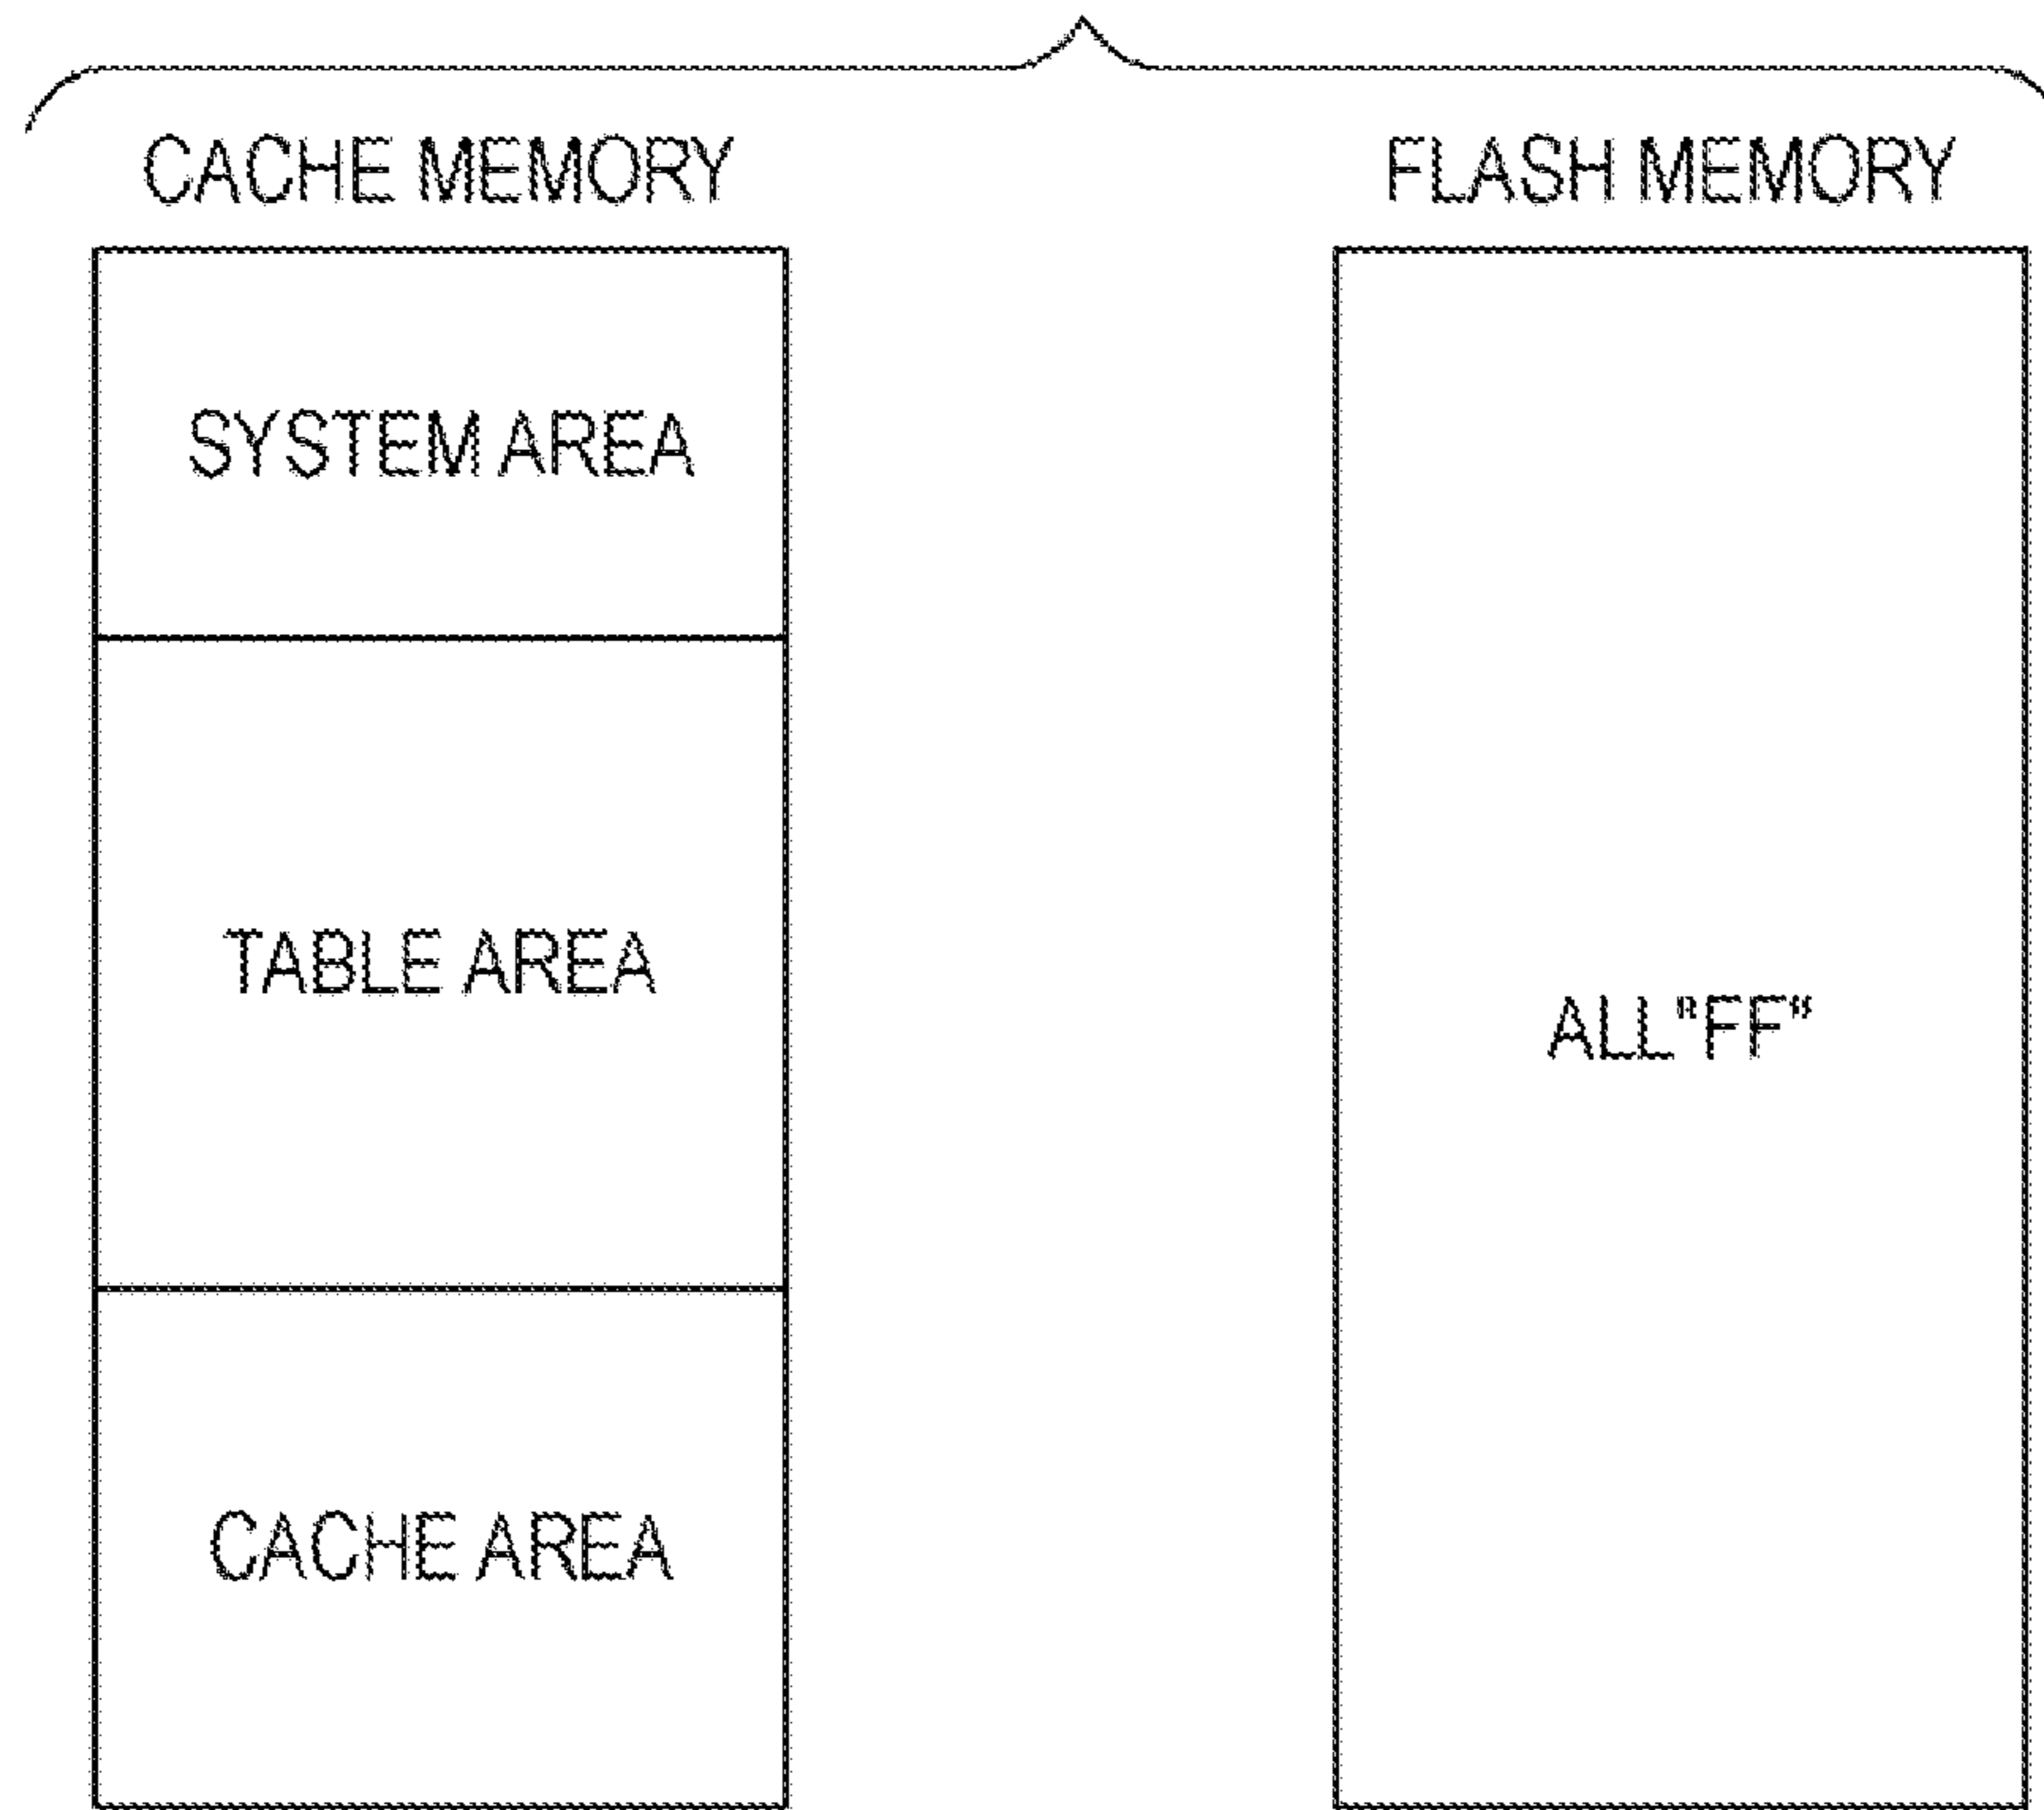 CACHE MEMORY
FLASH MEMORY
SYSTEM AREA
TABLE AREA
CACHE AREA
ALL"FF"